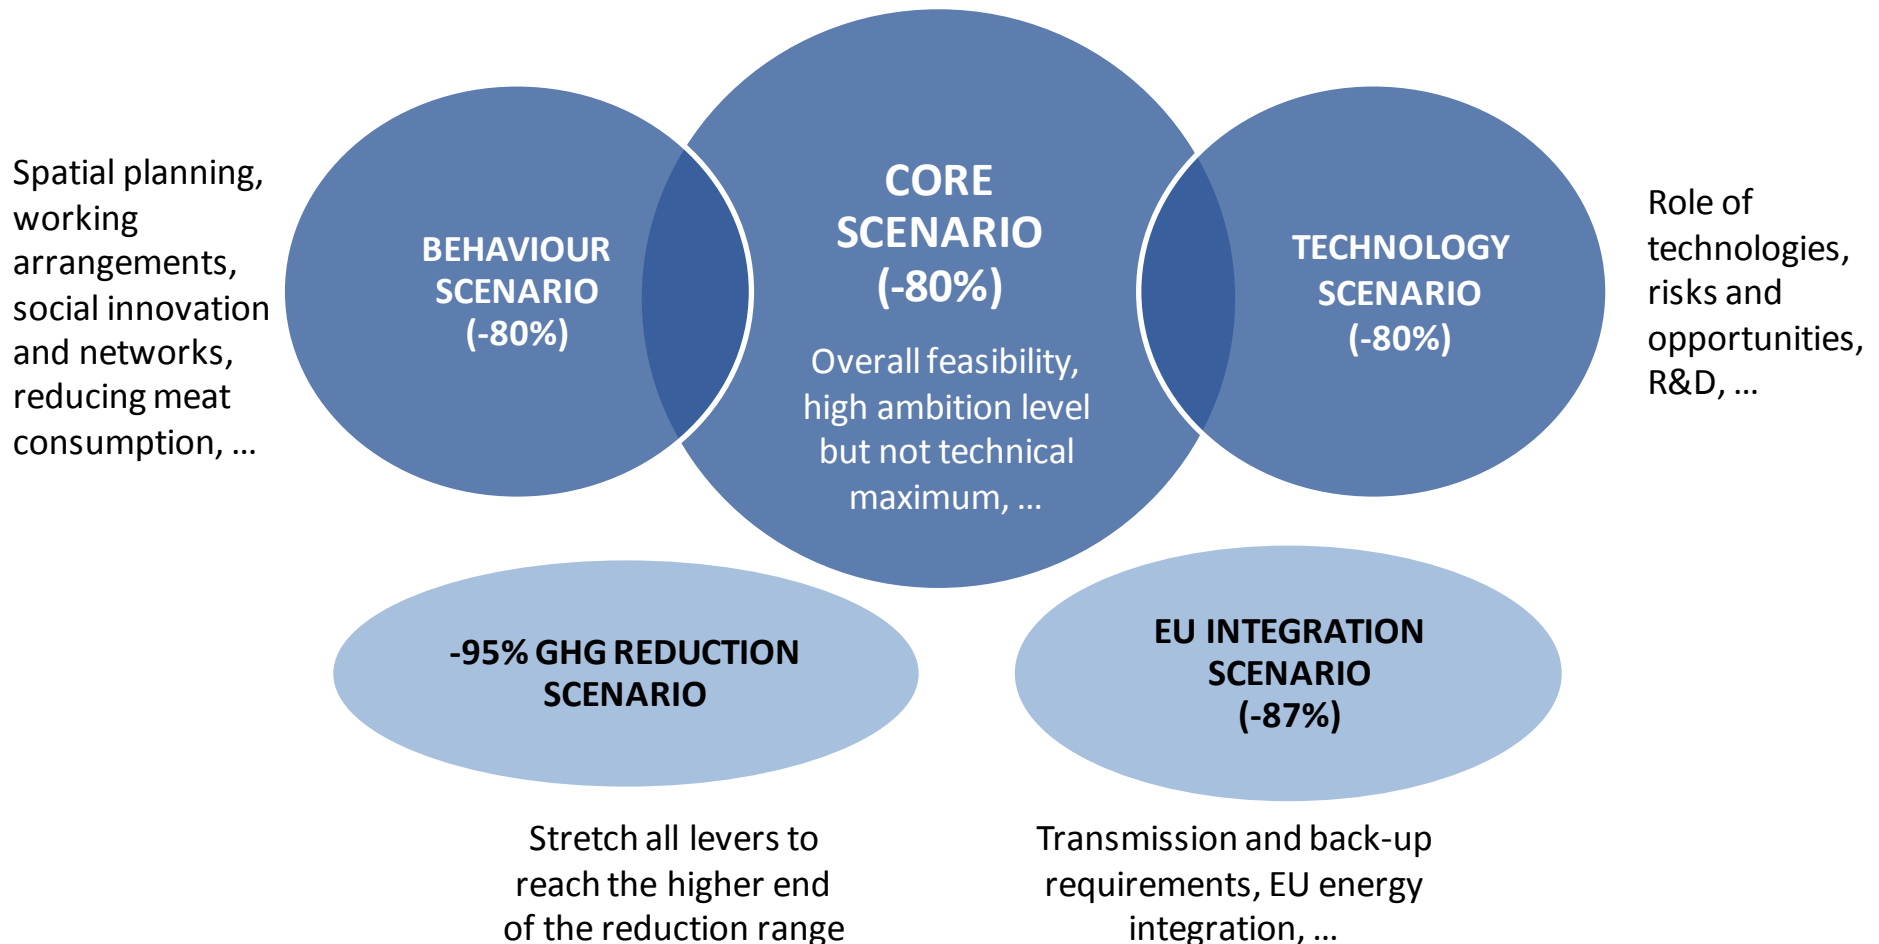 Spatial planning,
working
arrangements,
social innovation
and networks,
reducing meat
consumption, …
BEHAVIOUR
SCENARIO
(-80%)
CORE
SCENARIO
(-80%)
Overall feasibility,
high ambition level
but not technical
maximum, …
TECHNOLOGY
SCENARIO
(-80%)
Role of
technologies,
risks and
opportunities,
R&D, …
-95% GHG REDUCTION
SCENARIO
EU INTEGRATION
SCENARIO
(-87%)
Stretch all levers to
reach the higher end
of the reduction range
Transmission and back-up
requirements, EU energy
integration, …